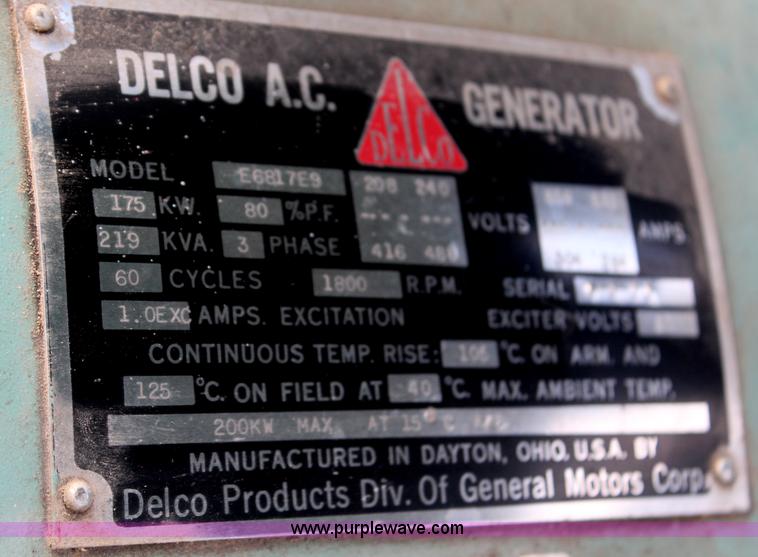 DELCO A.C. DELCO GENERATOR
MODEL E6817E9 208 240
175 K.W. 80 % P.F. VOLTS AMPS
219 KVA. 3 PHASE 416 480
60 CYCLES 1800 R.P.M. SERIAL
1.0EXC AMPS. EXCITATION EXCITER VOLTS
CONTINUOUS TEMP. RISE: 105 °C. ON ARM. AND
125 °C. ON FIELD AT 40 °C. MAX. AMBIENT TEMP.
200KW MAX. AT 15° C
MANUFACTURED IN DAYTON, OHIO, U.S.A. BY
Delco Products Div. Of General Motors Corp.
www.purplewave.com